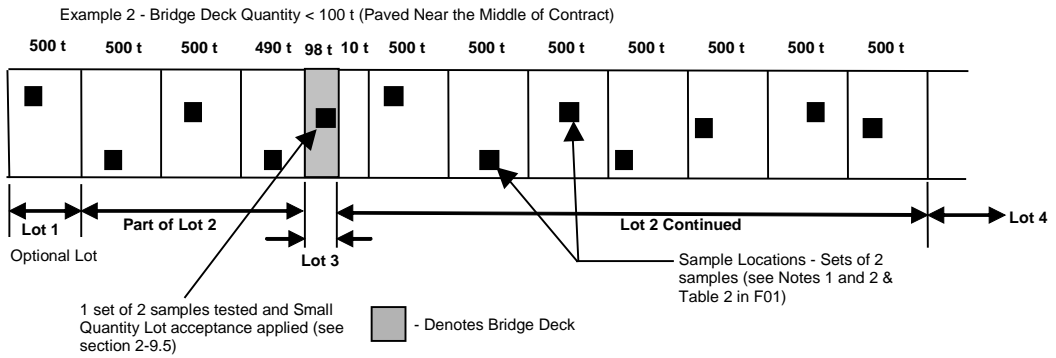 Example 2 - Bridge Deck Quantity < 100 t (Paved Near the Middle of Contract)
500 t 500 t 500 t 490 t 98 t 10 t 500 t 500 t 500 t 500 t 500 t 500 t 500 t
Lot 1 Part of Lot 2 Lot 2 Continued Lot 4
Optional Lot
Lot 3
Sample Locations - Sets of 2
samples (see Notes 1 and 2 &
Table 2 in F01)
1 set of 2 samples tested and Small
Quantity Lot acceptance applied (see
section 2-9.5)
- Denotes Bridge Deck